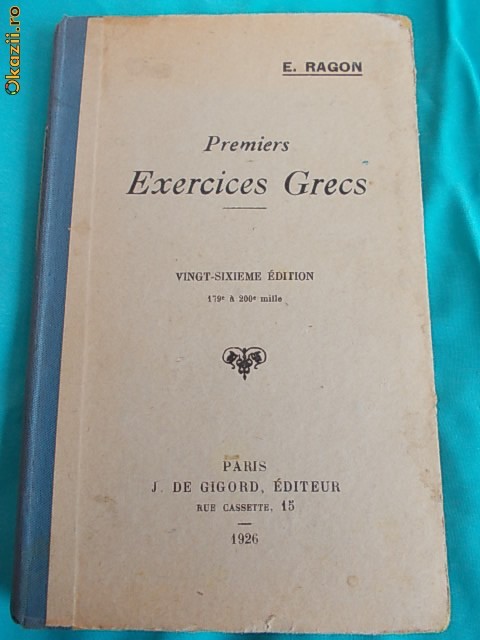 Okazii.ro
E. RAGON
Premiers
Exercices Grecs
VINGT-SIXIEME ÉDITION
179e à 200e mille
PARIS
J. DE GIGORD, ÉDITEUR
RUE CASSETTE, 15
1926